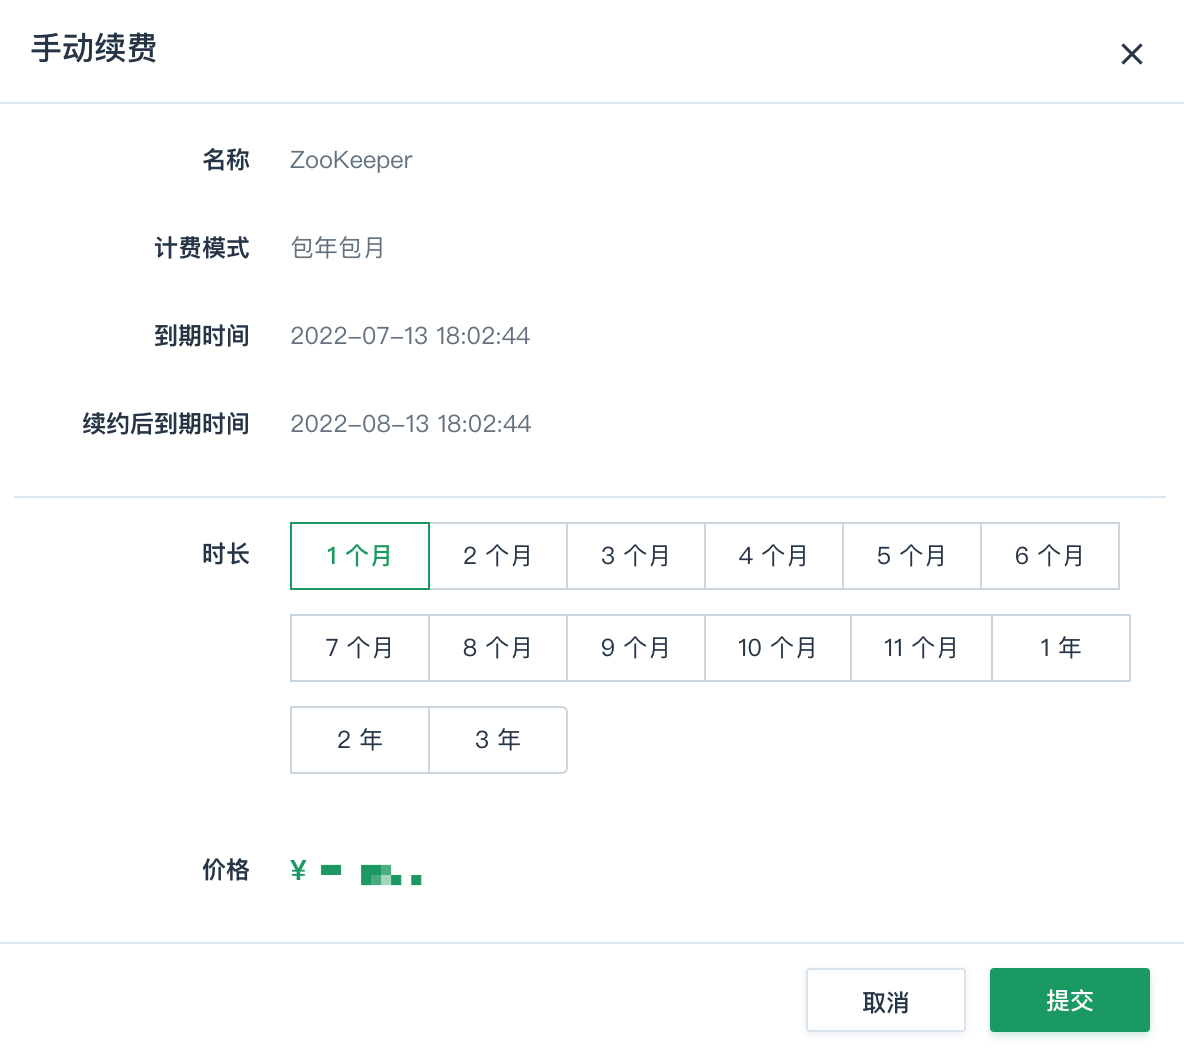 手动续费
名称 ZooKeeper
计费模式 包年包月
到期时间 2022-07-13 18:02:44
续约后到期时间 2022-08-13 18:02:44
时长 1 个月 2 个月 3 个月 4 个月 5 个月 6 个月
7 个月 8 个月 9 个月 10 个月 11 个月 1 年
2 年 3 年
价格 ¥
取消 提交